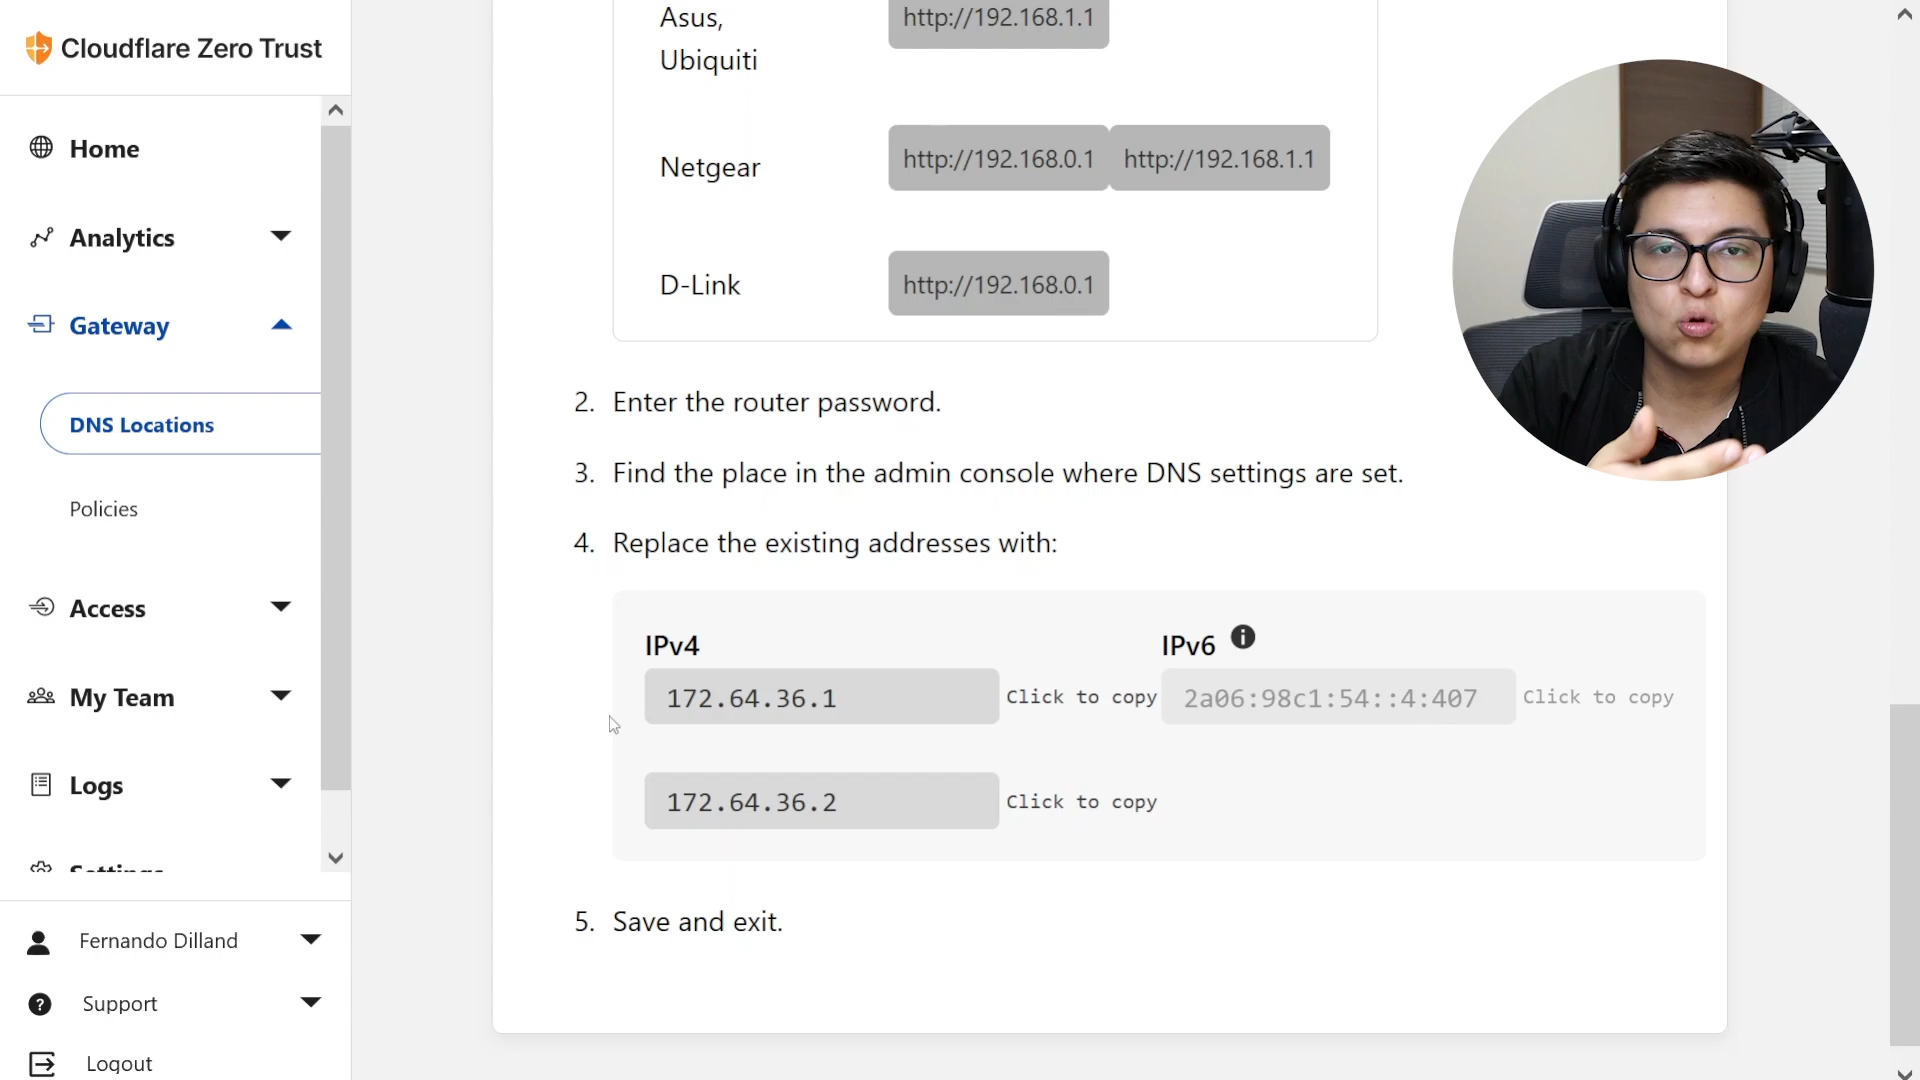 Cloudflare Zero Trust
Home
Analytics
Gateway
DNS Locations
Policies
Access
My Team
Logs
Settings
Fernando Dilland
Support
Logout
Asus,
Ubiquiti
http://192.168.1.1
Netgear
http://192.168.0.1 http://192.168.1.1
D-Link
http://192.168.0.1
2. Enter the router password.
3. Find the place in the admin console where DNS settings are set.
4. Replace the existing addresses with:
IPv4
172.64.36.1 Click to copy
172.64.36.2 Click to copy
IPv6
2a06:98c1:54::4:407 Click to copy
5. Save and exit.